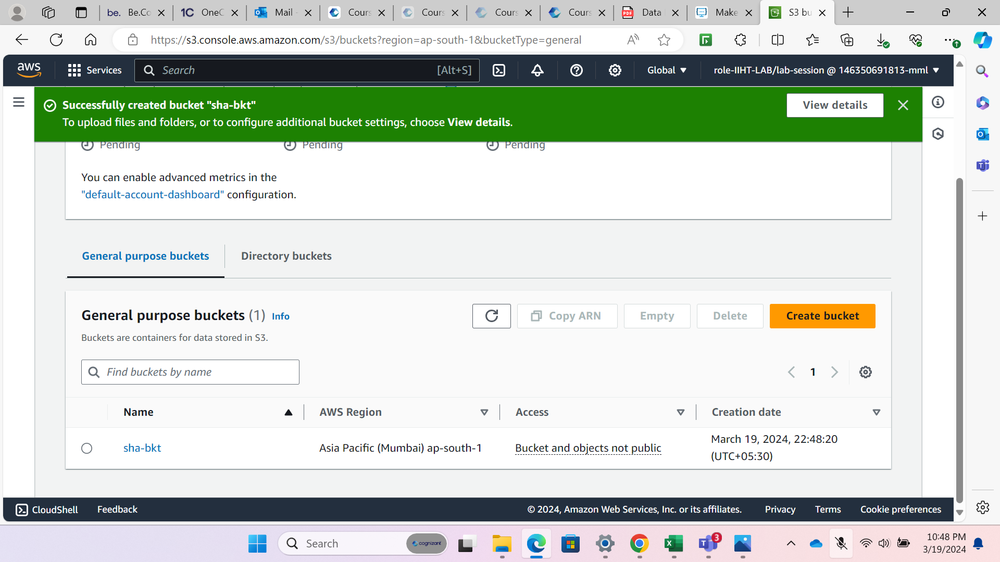 be. Be.Co
1C OneC
Mail -
Cours
Cours
Cours
Cours
PDF Data
Make
S3 bu
https://s3.console.aws.amazon.com/s3/buckets?region=ap-south-1&bucketType=general
aws
Services
Search [Alt+S]
Global
role-IIHT-LAB/lab-session @ 146350691813-mml
Successfully created bucket "sha-bkt"
To upload files and folders, or to configure additional bucket settings, choose View details.
View details
Pending Pending Pending
You can enable advanced metrics in the
"default-account-dashboard" configuration.
General purpose buckets Directory buckets
General purpose buckets (1) Info
Buckets are containers for data stored in S3.
Copy ARN Empty Delete Create bucket
Find buckets by name
1
Name AWS Region Access Creation date
sha-bkt Asia Pacific (Mumbai) ap-south-1 Bucket and objects not public March 19, 2024, 22:48:20
(UTC+05:30)
CloudShell Feedback © 2024, Amazon Web Services, Inc. or its affiliates. Privacy Terms Cookie preferences
Search cognizant
3
10:48 PM
3/19/2024